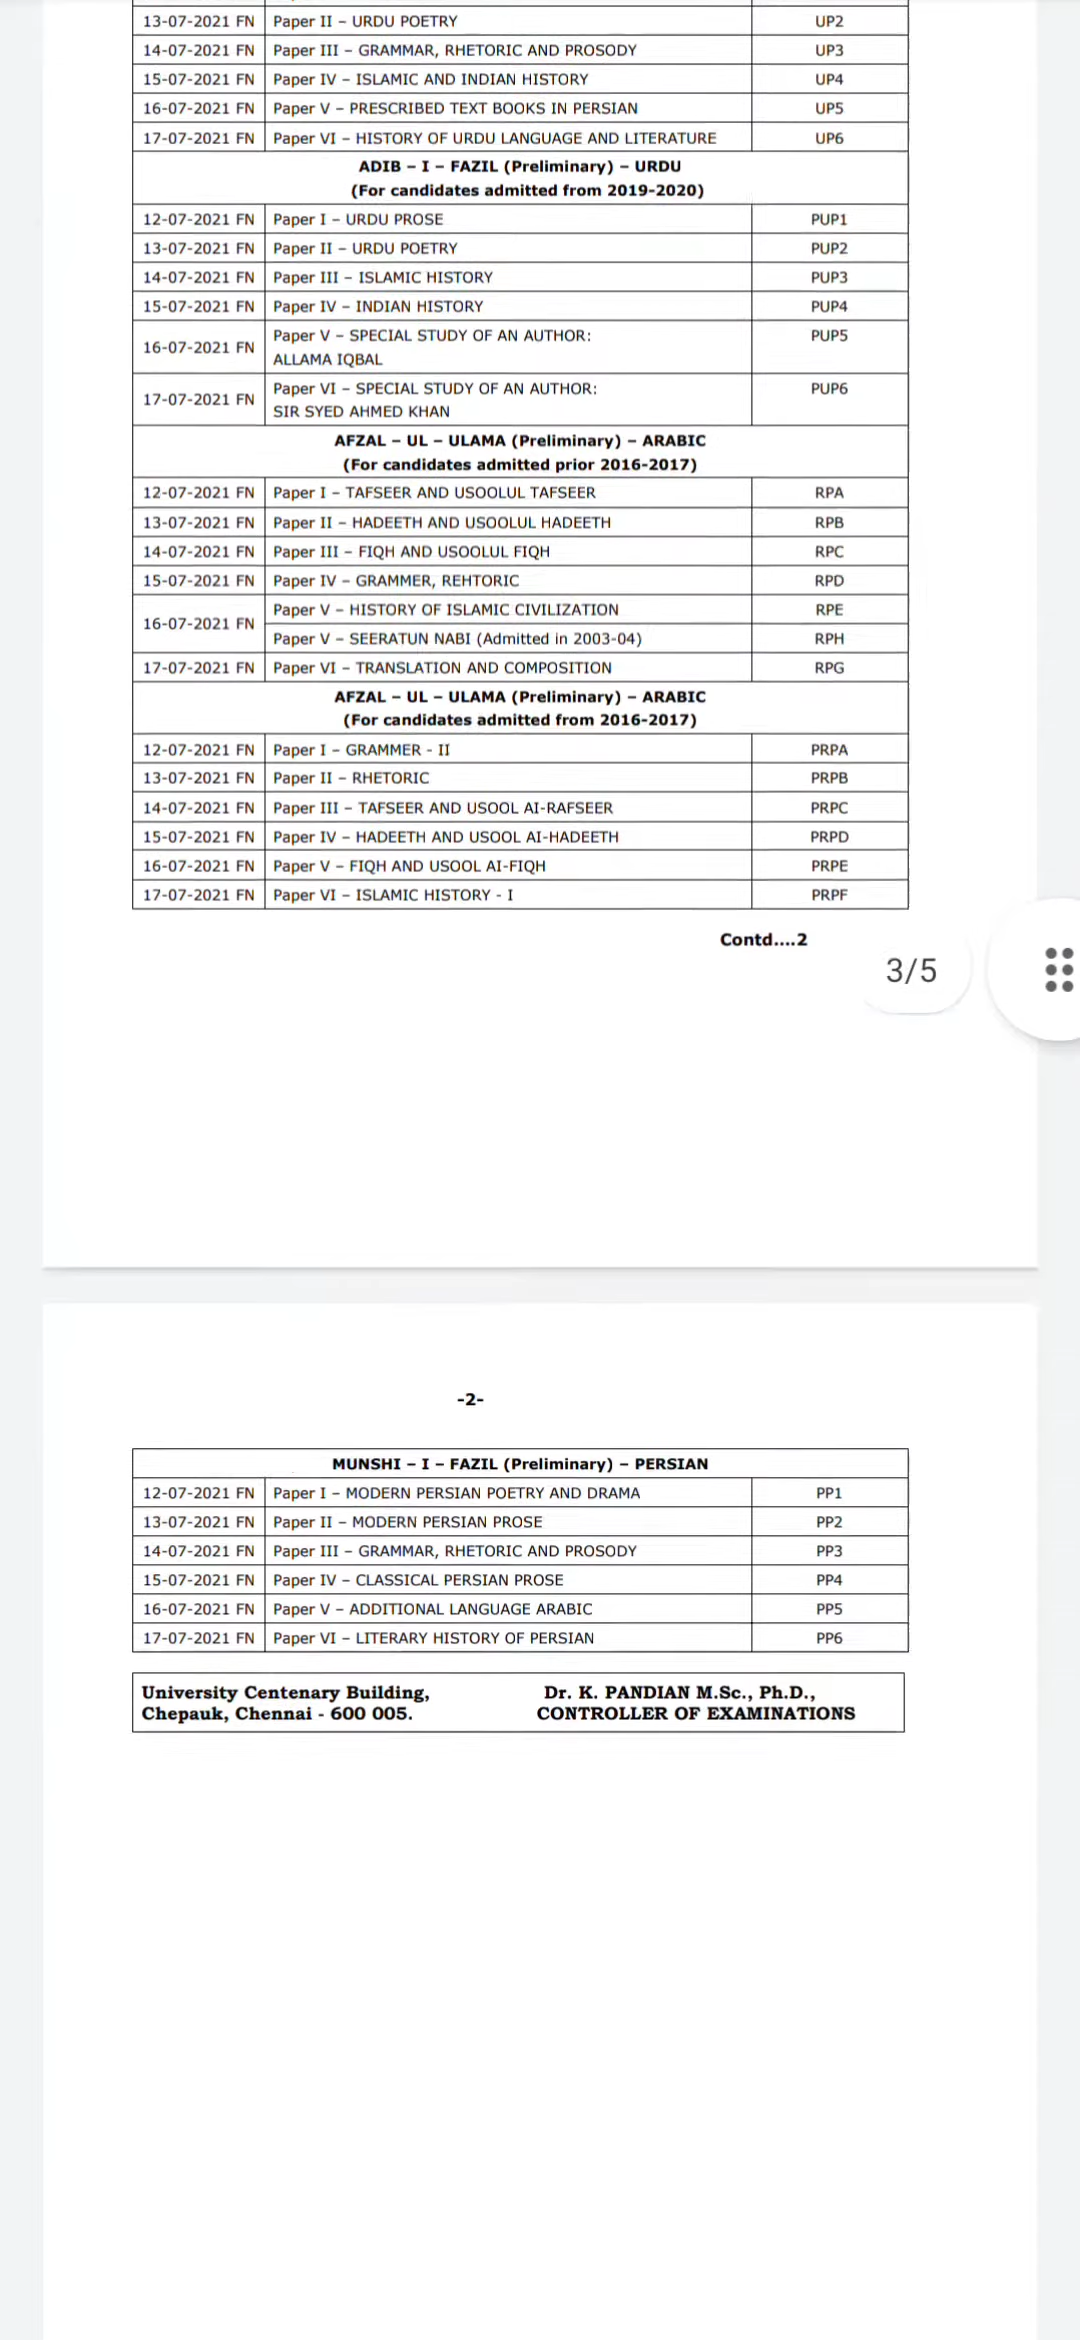 13-07-2021 FN Paper II – URDU POETRY UP2
14-07-2021 FN Paper III – GRAMMAR, RHETORIC AND PROSODY UP3
15-07-2021 FN Paper IV – ISLAMIC AND INDIAN HISTORY UP4
16-07-2021 FN Paper V – PRESCRIBED TEXT BOOKS IN PERSIAN UP5
17-07-2021 FN Paper VI – HISTORY OF URDU LANGUAGE AND LITERATURE UP6
ADIB – I – FAZIL (Preliminary) – URDU
(For candidates admitted from 2019-2020)
12-07-2021 FN Paper I – URDU PROSE PUP1
13-07-2021 FN Paper II – URDU POETRY PUP2
14-07-2021 FN Paper III – ISLAMIC HISTORY PUP3
15-07-2021 FN Paper IV – INDIAN HISTORY PUP4
16-07-2021 FN Paper V – SPECIAL STUDY OF AN AUTHOR: PUP5
ALLAMA IQBAL
17-07-2021 FN Paper VI – SPECIAL STUDY OF AN AUTHOR: PUP6
SIR SYED AHMED KHAN
AFZAL – UL – ULAMA (Preliminary) – ARABIC
(For candidates admitted prior 2016-2017)
12-07-2021 FN Paper I – TAFSEER AND USOOLUL TAFSEER RPA
13-07-2021 FN Paper II – HADEETH AND USOOLUL HADEETH RPB
14-07-2021 FN Paper III – FIQH AND USOOLUL FIQH RPC
15-07-2021 FN Paper IV – GRAMMER, REHTORIC RPD
16-07-2021 FN Paper V – HISTORY OF ISLAMIC CIVILIZATION RPE
Paper V – SEERATUN NABI (Admitted in 2003-04) RPH
17-07-2021 FN Paper VI – TRANSLATION AND COMPOSITION RPG
AFZAL – UL – ULAMA (Preliminary) – ARABIC
(For candidates admitted from 2016-2017)
12-07-2021 FN Paper I – GRAMMER - II PRPA
13-07-2021 FN Paper II – RHETORIC PRPB
14-07-2021 FN Paper III – TAFSEER AND USOOL AI-RAFSEER PRPC
15-07-2021 FN Paper IV – HADEETH AND USOOL AI-HADEETH PRPD
16-07-2021 FN Paper V – FIQH AND USOOL AI-FIQH PRPE
17-07-2021 FN Paper VI – ISLAMIC HISTORY - I PRPF
Contd....2
3/5
-2-
MUNSHI – I – FAZIL (Preliminary) – PERSIAN
12-07-2021 FN Paper I – MODERN PERSIAN POETRY AND DRAMA PP1
13-07-2021 FN Paper II – MODERN PERSIAN PROSE PP2
14-07-2021 FN Paper III – GRAMMAR, RHETORIC AND PROSODY PP3
15-07-2021 FN Paper IV – CLASSICAL PERSIAN PROSE PP4
16-07-2021 FN Paper V – ADDITIONAL LANGUAGE ARABIC PP5
17-07-2021 FN Paper VI – LITERARY HISTORY OF PERSIAN PP6
University Centenary Building, Dr. K. PANDIAN M.Sc., Ph.D.,
Chepauk, Chennai - 600 005. CONTROLLER OF EXAMINATIONS